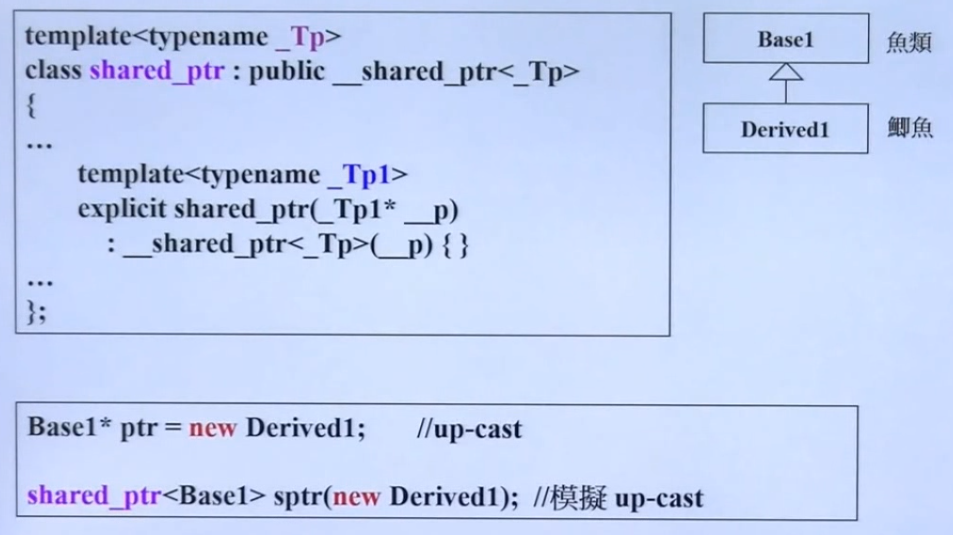 template<typename _Tp>
class shared_ptr : public __shared_ptr<_Tp>
{
...
template<typename _Tp1>
explicit shared_ptr(_Tp1* __p)
: __shared_ptr<_Tp>(__p) { }
...
};
Base1
魚類
Derived1
鯽魚
Base1* ptr = new Derived1; //up-cast
shared_ptr<Base1> sptr(new Derived1); //模擬 up-cast